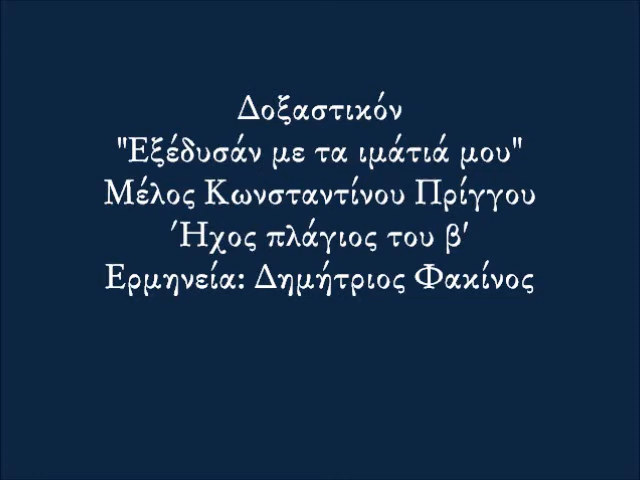 Δοξαστικόν
"Εξέδυσάν με τα ιμάτιά μου"
Μέλος Κωνσταντίνου Πρίγγου
Ήχος πλάγιος του β'
Ερμηνεία: Δημήτριος Φακίνος